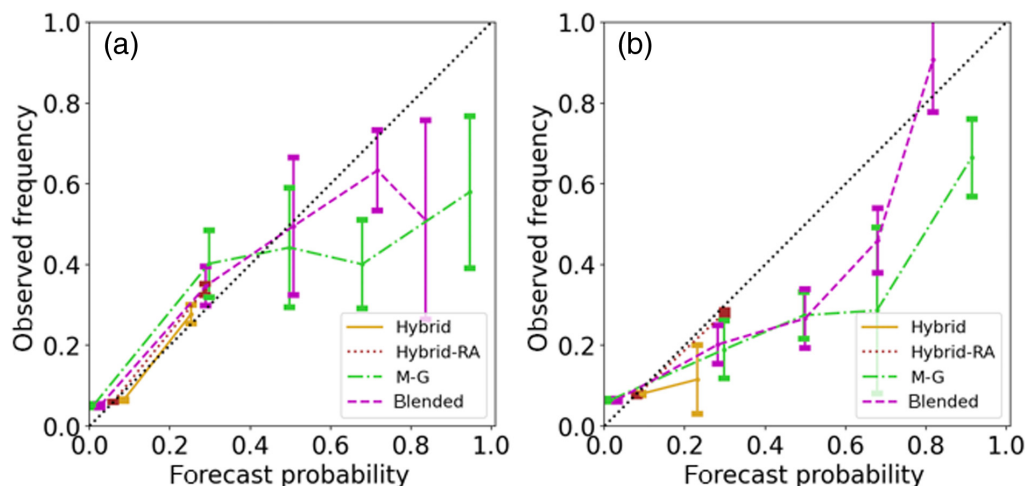 (a)
Observed frequency
1.0
0.8
0.6
0.4
0.2
0.0
Hybrid
Hybrid-RA
M-G
Blended
0.0 0.2 0.4 0.6 0.8 1.0
Forecast probability
(b)
Observed frequency
1.0
0.8
0.6
0.4
0.2
0.0
Hybrid
Hybrid-RA
M-G
Blended
0.0 0.2 0.4 0.6 0.8 1.0
Forecast probability